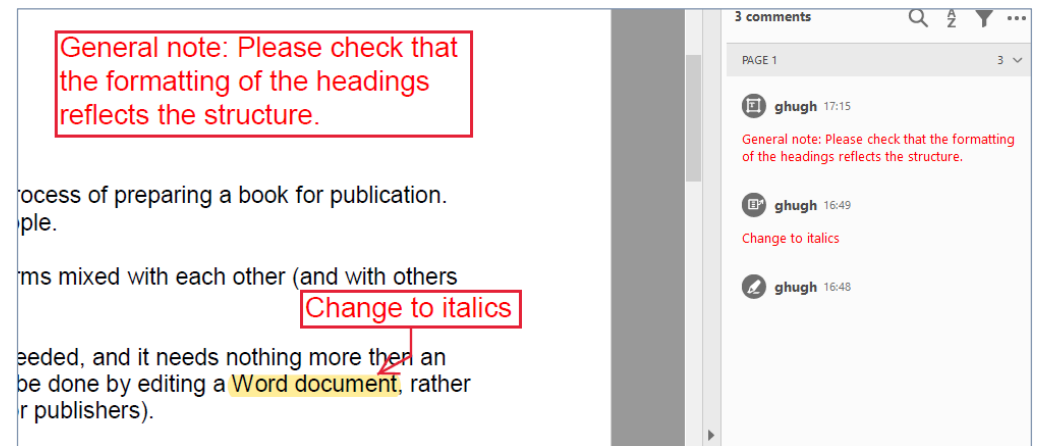 General note: Please check that
the formatting of the headings
reflects the structure.
rocess of preparing a book for publication.
ople.
rms mixed with each other (and with others
Change to italics
eeded, and it needs nothing more then an
be done by editing a Word document, rather
r publishers).
3 comments
PAGE 1 3
ghugh 17:15
General note: Please check that the formatting
of the headings reflects the structure.
ghugh 16:49
Change to italics
ghugh 16:48